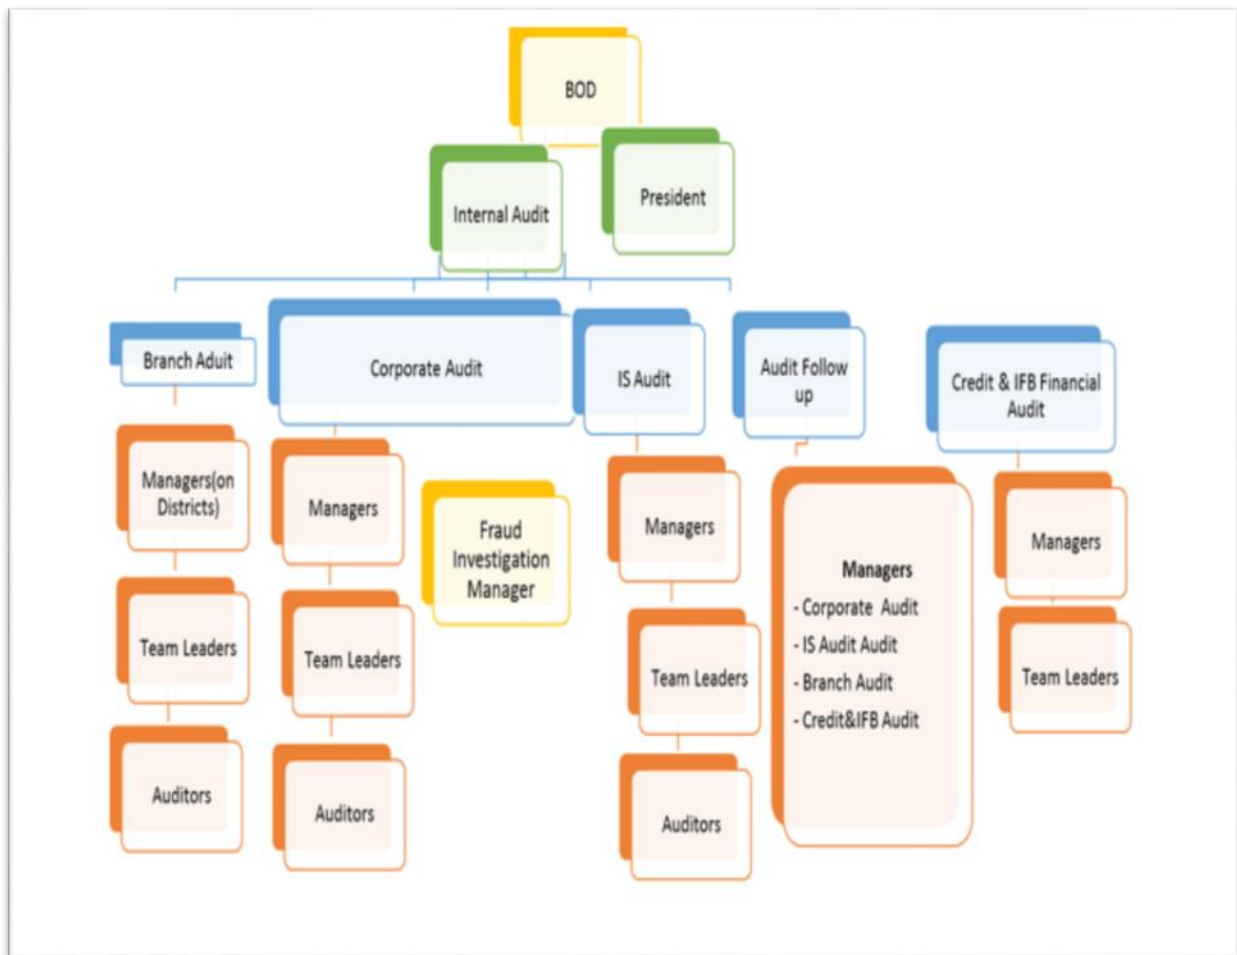 BOD
Internal Audit
President
Branch Aduit
Corporate Audit
IS Audit
Audit Follow
up
Credit & IFB Financial
Audit
Managers(on
Districts)
Team Leaders
Auditors
Managers
Team Leaders
Auditors
Fraud
Investigation
Manager
Managers
Team Leaders
Auditors
Managers
- Corporate Audit
- IS Audit Audit
- Branch Audit
- Credit&IFB Audit
Managers
Team Leaders